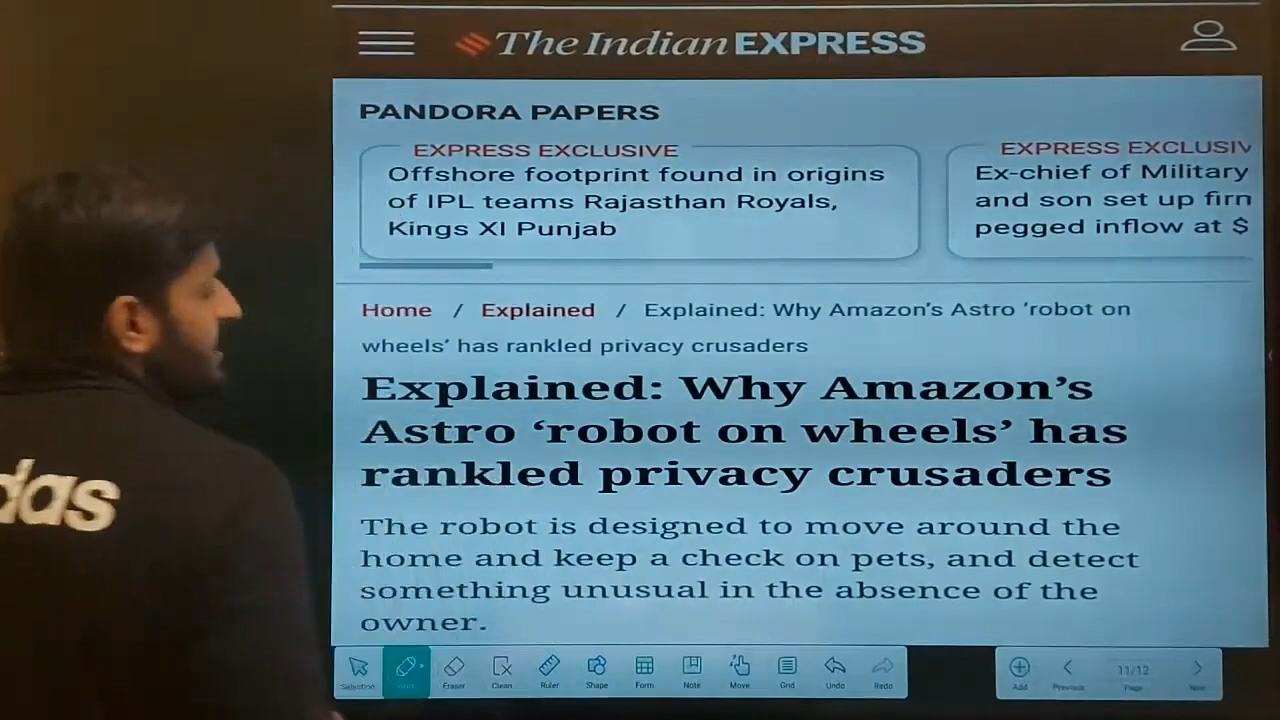 The Indian EXPRESS
PANDORA PAPERS
EXPRESS EXCLUSIVE
Offshore footprint found in origins
of IPL teams Rajasthan Royals,
Kings XI Punjab
EXPRESS EXCLUSIV
Ex-chief of Military
and son set up firn
pegged inflow at $
Home / Explained / Explained: Why Amazon's Astro ‘robot on
wheels’ has rankled privacy crusaders
Explained: Why Amazon’s
Astro ‘robot on wheels’ has
rankled privacy crusaders
The robot is designed to move around the
home and keep a check on pets, and detect
something unusual in the absence of the
owner.
das
Selection Eraser Clean Ruler Shape Form Note Move Grid Undo Redo
Add Previous 11/12 Page Next